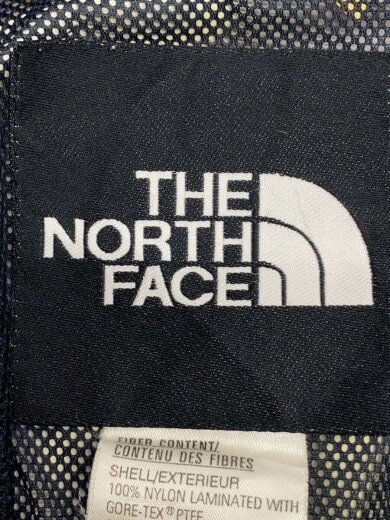 THE
NORTH
FACE
FIBER CONTENT/
CONTENU DES FIBRES
SHELL/EXTERIEUR
100% NYLON LAMINATED WITH
GORE-TEX® PTFE